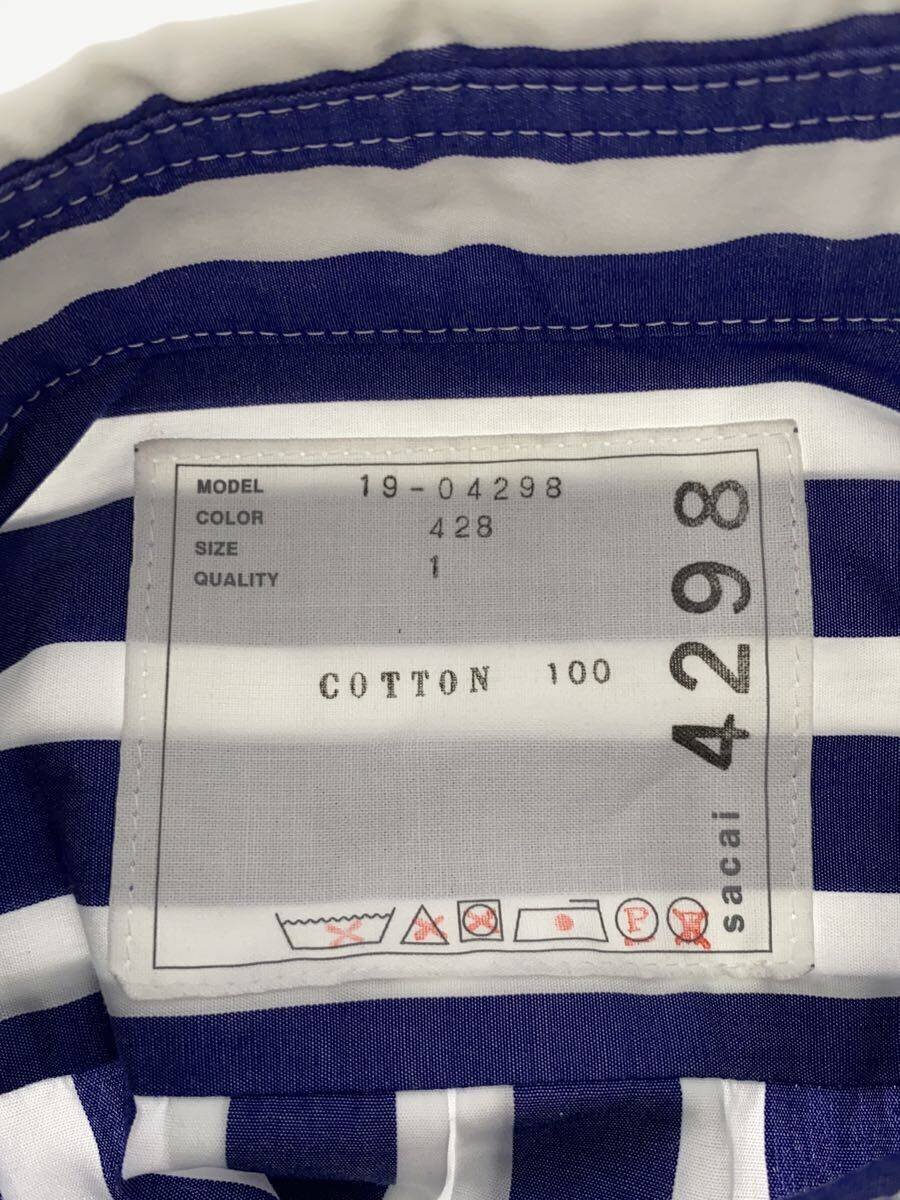 MODEL 19-04298
COLOR 428
SIZE 1
QUALITY
COTTON 100
P
sacai 4298